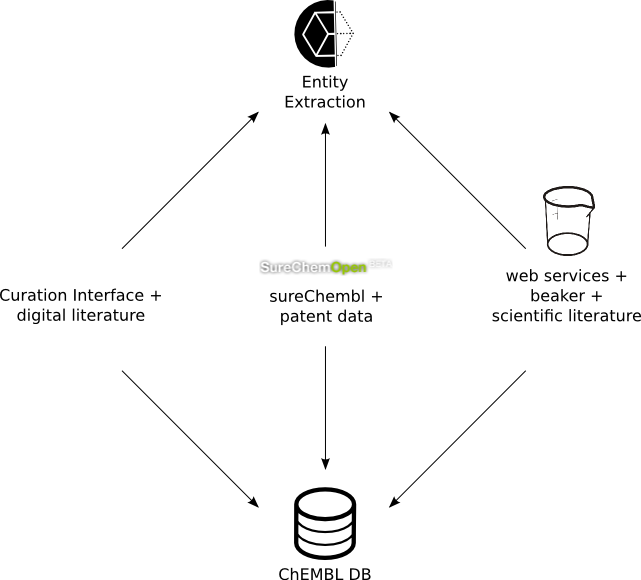 Entity
Extraction
SureChemOpen BETA
Curation Interface +
digital literature
sureChembl +
patent data
web services +
beaker +
scientific literature
ChEMBL DB